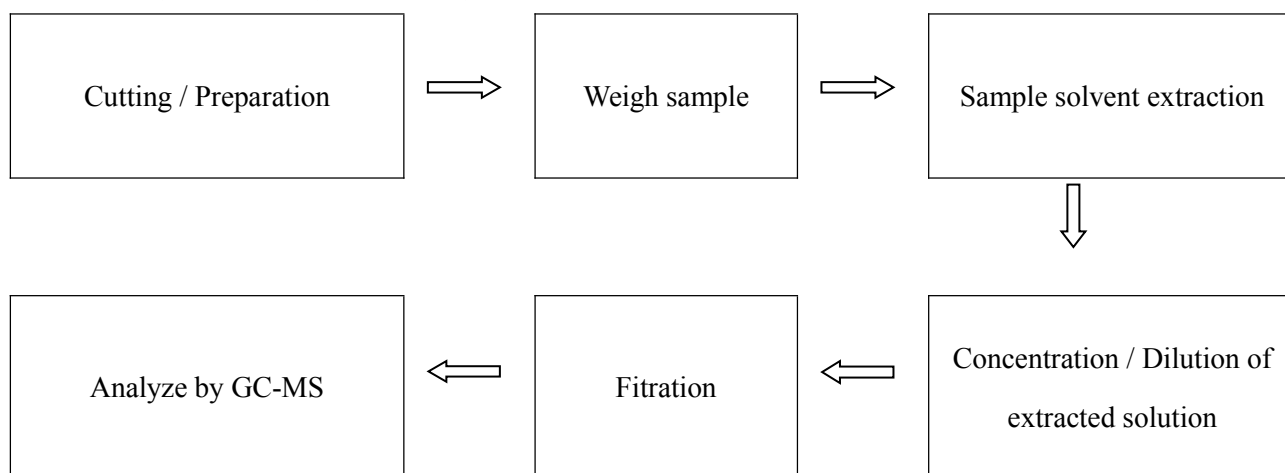 Cutting / Preparation
Weigh sample
Sample solvent extraction
Concentration / Dilution of
extracted solution
Fitration
Analyze by GC-MS